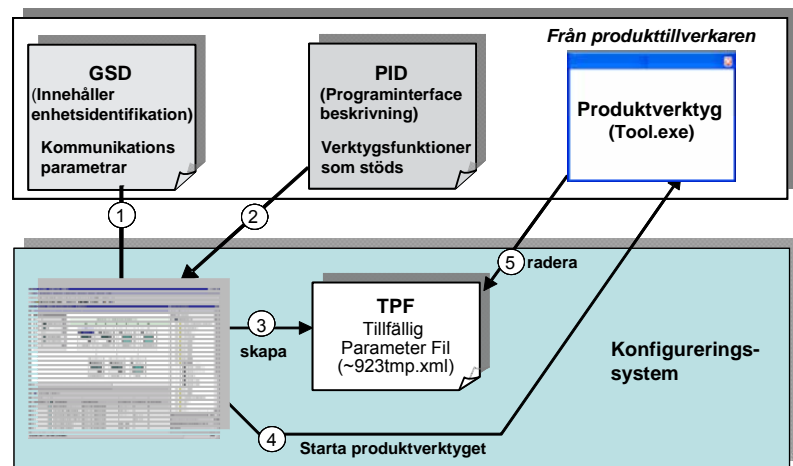 Från produkttillverkaren
GSD
(Innehåller
enhetsidentifikation)
Kommunikations
parametrar
PID
(Programinterface
beskrivning)
Verktygsfunktioner
som stöds
Produktverktyg
(Tool.exe)
1
2
5 radera
3
skapa
TPF
Tillfällig
Parameter Fil
(~923tmp.xml)
Konfigurerings-
system
4
Starta produktverktyget